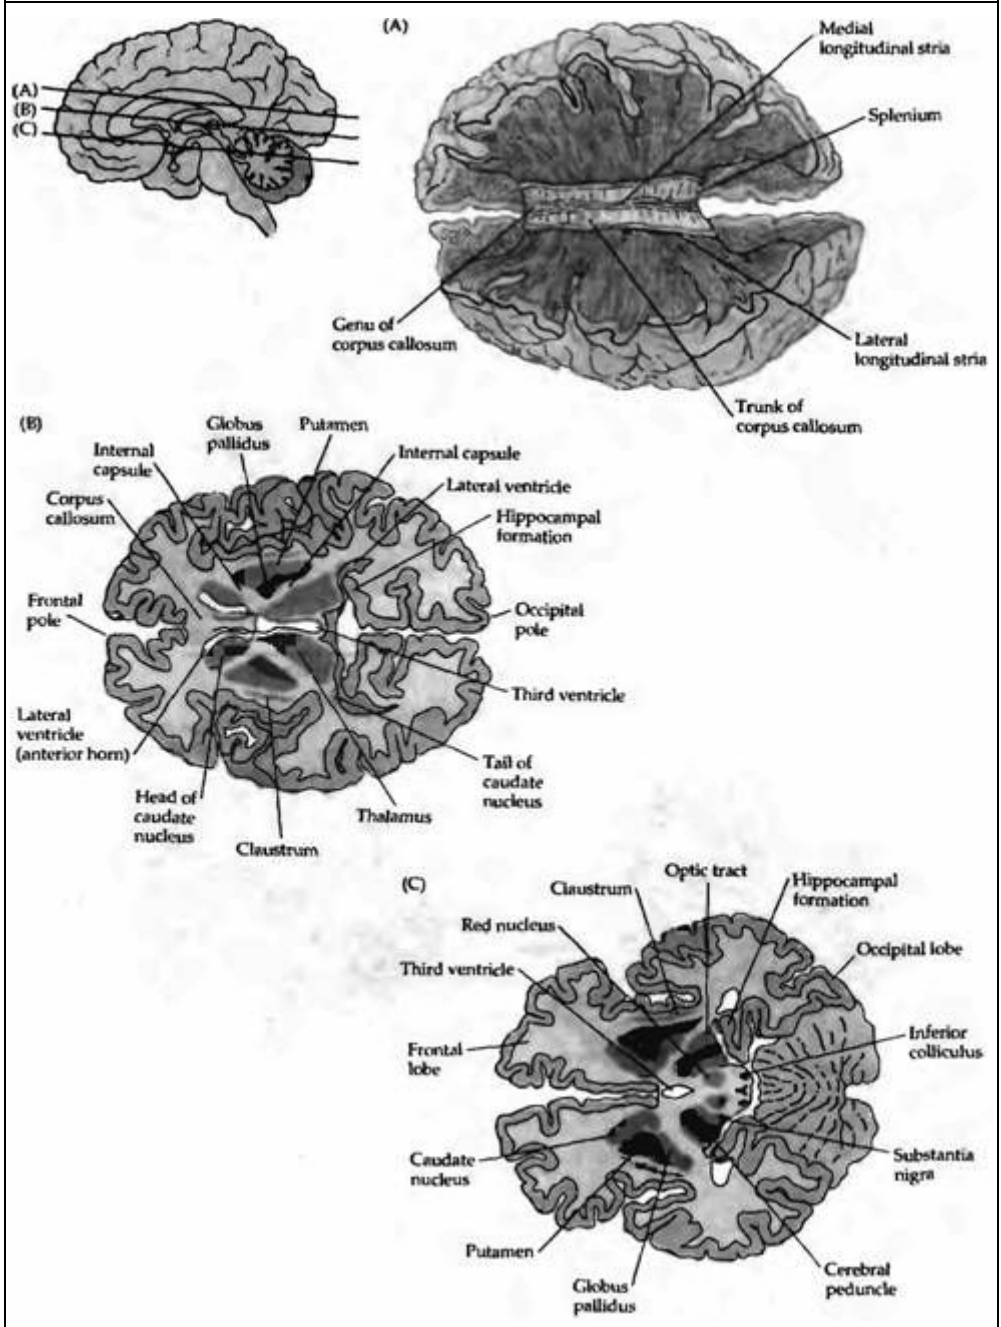 (A)
(B)
(C)
(A)
Medial
longitudinal stria
Splenium
Genu of
corpus callosum
Lateral
longitudinal stria
Trunk of
corpus callosum
(B)
Globus
pallidus
Putamen
Internal
capsule
Internal capsule
Lateral ventricle
Corpus
callosum
Hippocampal
formation
Frontal
pole
Occipital
pole
Third ventricle
Lateral
ventricle
(anterior horn)
Tail of
caudate
nucleus
Head of
caudate
nucleus
Thalamus
Claustrum
(C)
Claustrum
Optic tract
Hippocampal
formation
Red nucleus
Occipital lobe
Third ventricle
Inferior
colliculus
Frontal
lobe
Caudate
nucleus
Substantia
nigra
Putamen
Globus
pallidus
Cerebral
peduncle